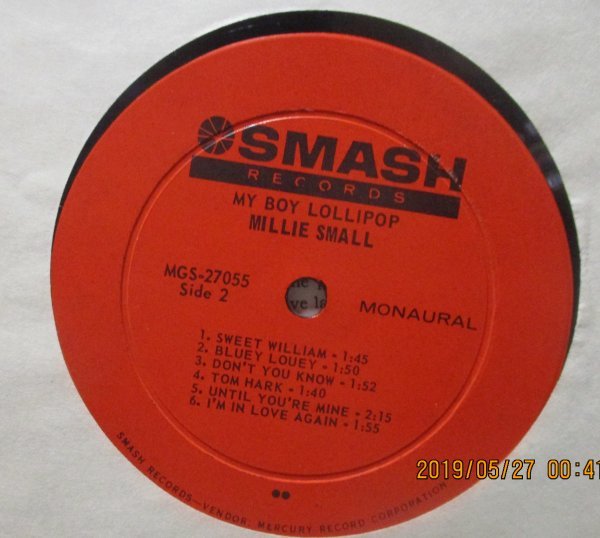 SMASH
RECORDS
MY BOY LOLLIPOP
MILLIE SMALL
MGS-27055
Side 2
MONAURAL
1. SWEET WILLIAM - 1:45
2. BLUEY LOUEY - 1:50
3. DON'T YOU KNOW - 1:52
4. TOM HARK - 1:40
5. UNTIL YOU'RE MINE - 2:15
6. I'M IN LOVE AGAIN - 1:55
SMASH RECORDS—VENDOR, MERCURY RECORD CORPORATION
2019/05/27 00:41